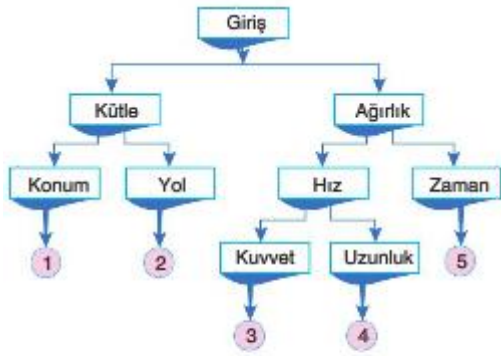 Giriş
Kütle Ağırlık
Konum Yol Hız Zaman
1 2 Kuvvet Uzunluk 5
3 4